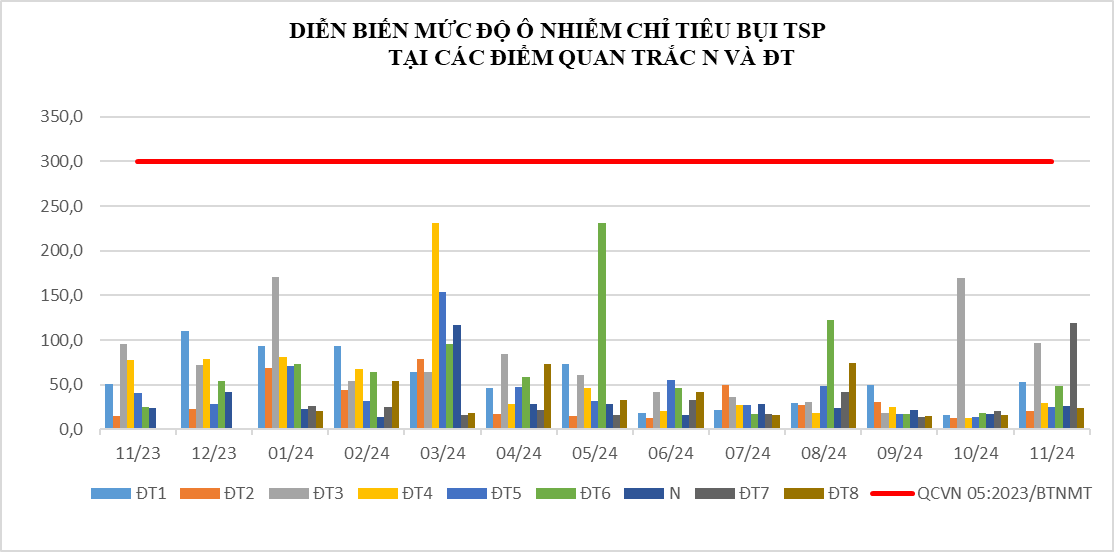 DIỄN BIẾN MỨC ĐỘ Ô NHIỄM CHỈ TIÊU BỤI TSP
TẠI CÁC ĐIỂM QUAN TRẮC N VÀ ĐT
350,0
300,0
250,0
200,0
150,0
100,0
50,0
0,0
11/23 12/23 01/24 02/24 03/24 04/24 05/24 06/24 07/24 08/24 09/24 10/24 11/24
ĐT1 ĐT2 ĐT3 ĐT4 ĐT5 ĐT6 N ĐT7 ĐT8 QCVN 05:2023/BTNMT